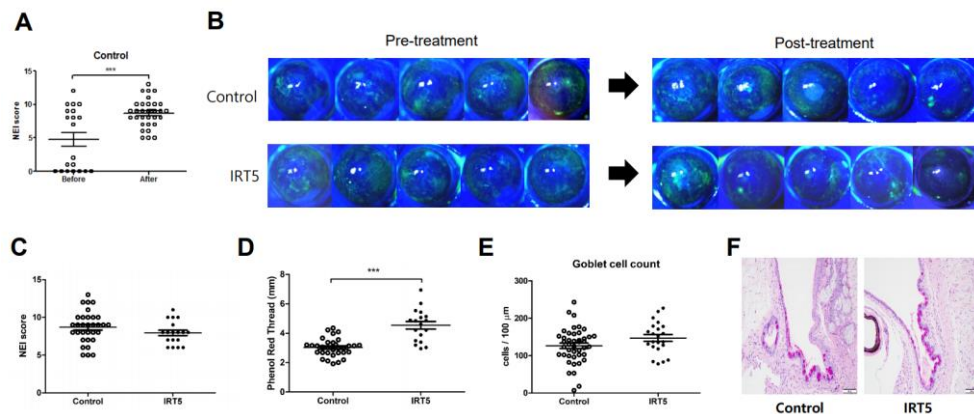 A
Control
***
NEI score
15
10
5
0
Before
After
B
Pre-treatment
Post-treatment
Control
IRT5
C
NEI score
15
10
5
0
Control
IRT5
D
***
Phenol Red Thread (mm)
8
6
4
2
0
Control
IRT5
E
Goblet cell count
cells / 100 μm
300
200
100
0
Control
IRT5
F
Control
IRT5